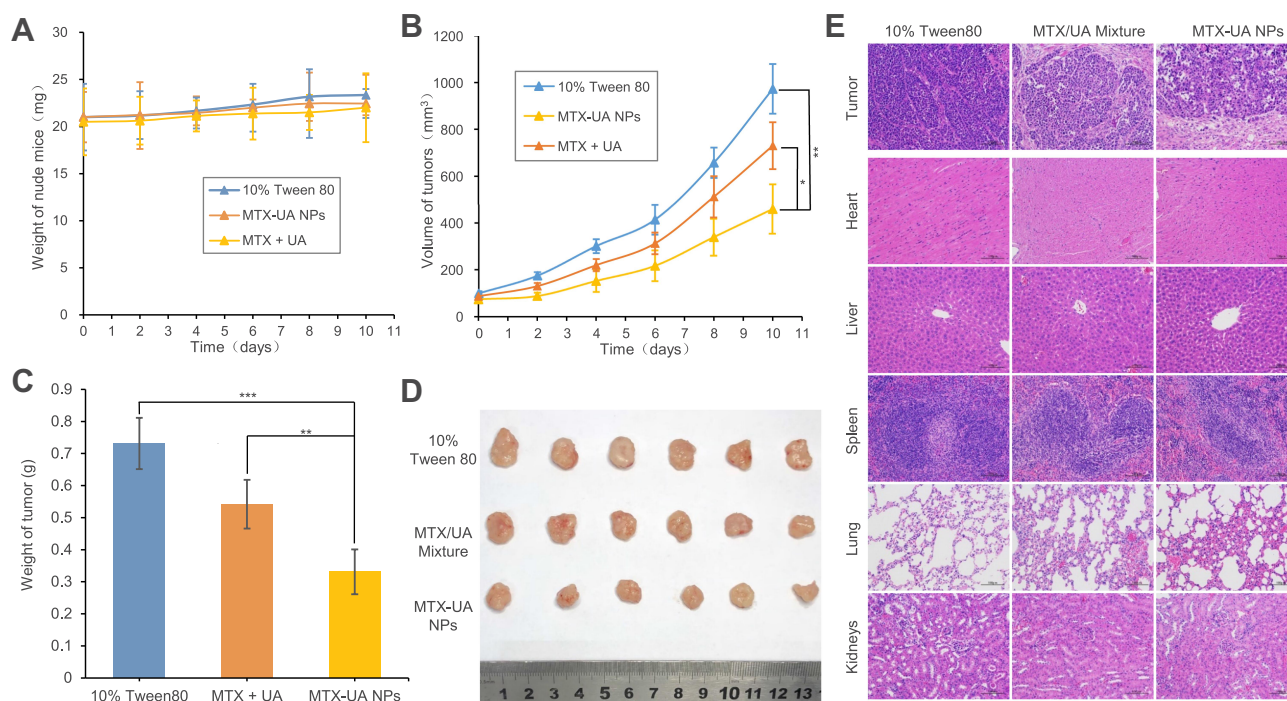 A
Weight of nude mice（mg）
30
25
20
15
10
5
0
10% Tween 80
MTX-UA NPs
MTX + UA
0 1 2 3 4 5 6 7 8 9 10 11
Time（days）
B
Volume of tumors（mm³）
1200
1000
800
600
400
200
0
10% Tween 80
MTX-UA NPs
MTX + UA
**
*
0 1 2 3 4 5 6 7 8 9 10 11
Time（days）
C
Weight of tumor (g)
0.9
0.8
0.7
0.6
0.5
0.4
0.3
0.2
0.1
0
***
**
10% Tween80 MTX + UA MTX-UA NPs
D
10%
Tween 80
MTX/UA
Mixture
MTX-UA
NPs
1 2 3 4 5 6 7 8 9 10 11 12 13
E
10% Tween80 MTX/UA Mixture MTX-UA NPs
Tumor
Heart
Liver
Spleen
Lung
Kidneys